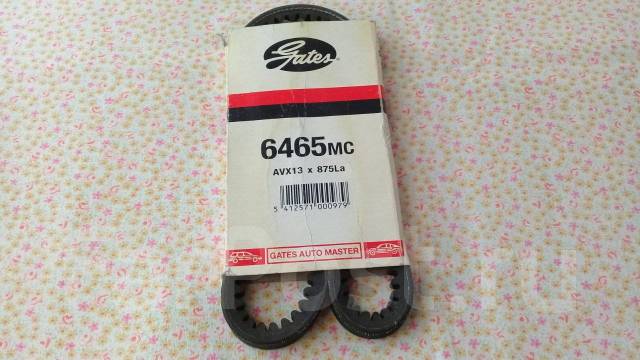 Gates
6465MC
AVX13 x 875La
5 412571 000979
GATES AUTO MASTER